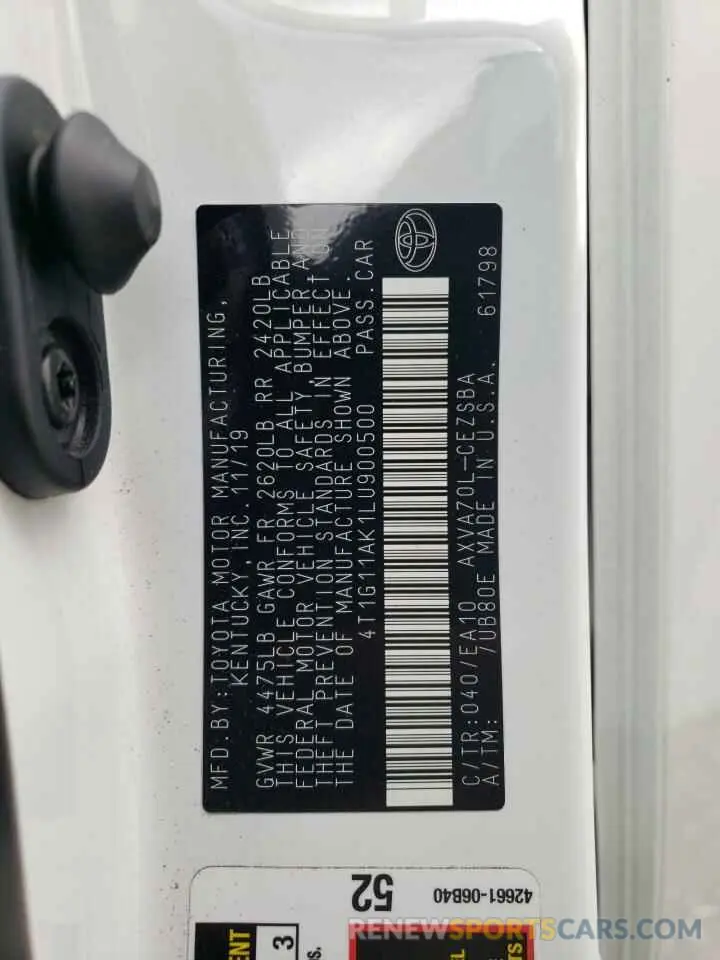 MFD. BY: TOYOTA MOTOR MANUFACTURING,
KENTUCKY, INC. 11/19
GVWR 4475LB GAWR FR 2620LB RR 2420LB
THIS VEHICLE CONFORMS TO ALL APPLICABLE
FEDERAL MOTOR VEHICLE SAFETY, BUMPER AND
THEFT PREVENTION STANDARDS IN EFFECT ON
THE DATE OF MANUFACTURE SHOWN ABOVE.
4T1G11AK1LU900500 PASS. CAR
C/TR: 040/EA10 AXVA70L-CEZSBA
A/TM: 7UB80E MADE IN U.S.A. 61798
52
42661-06B40
3
RENEWSPORTSCARS.COM